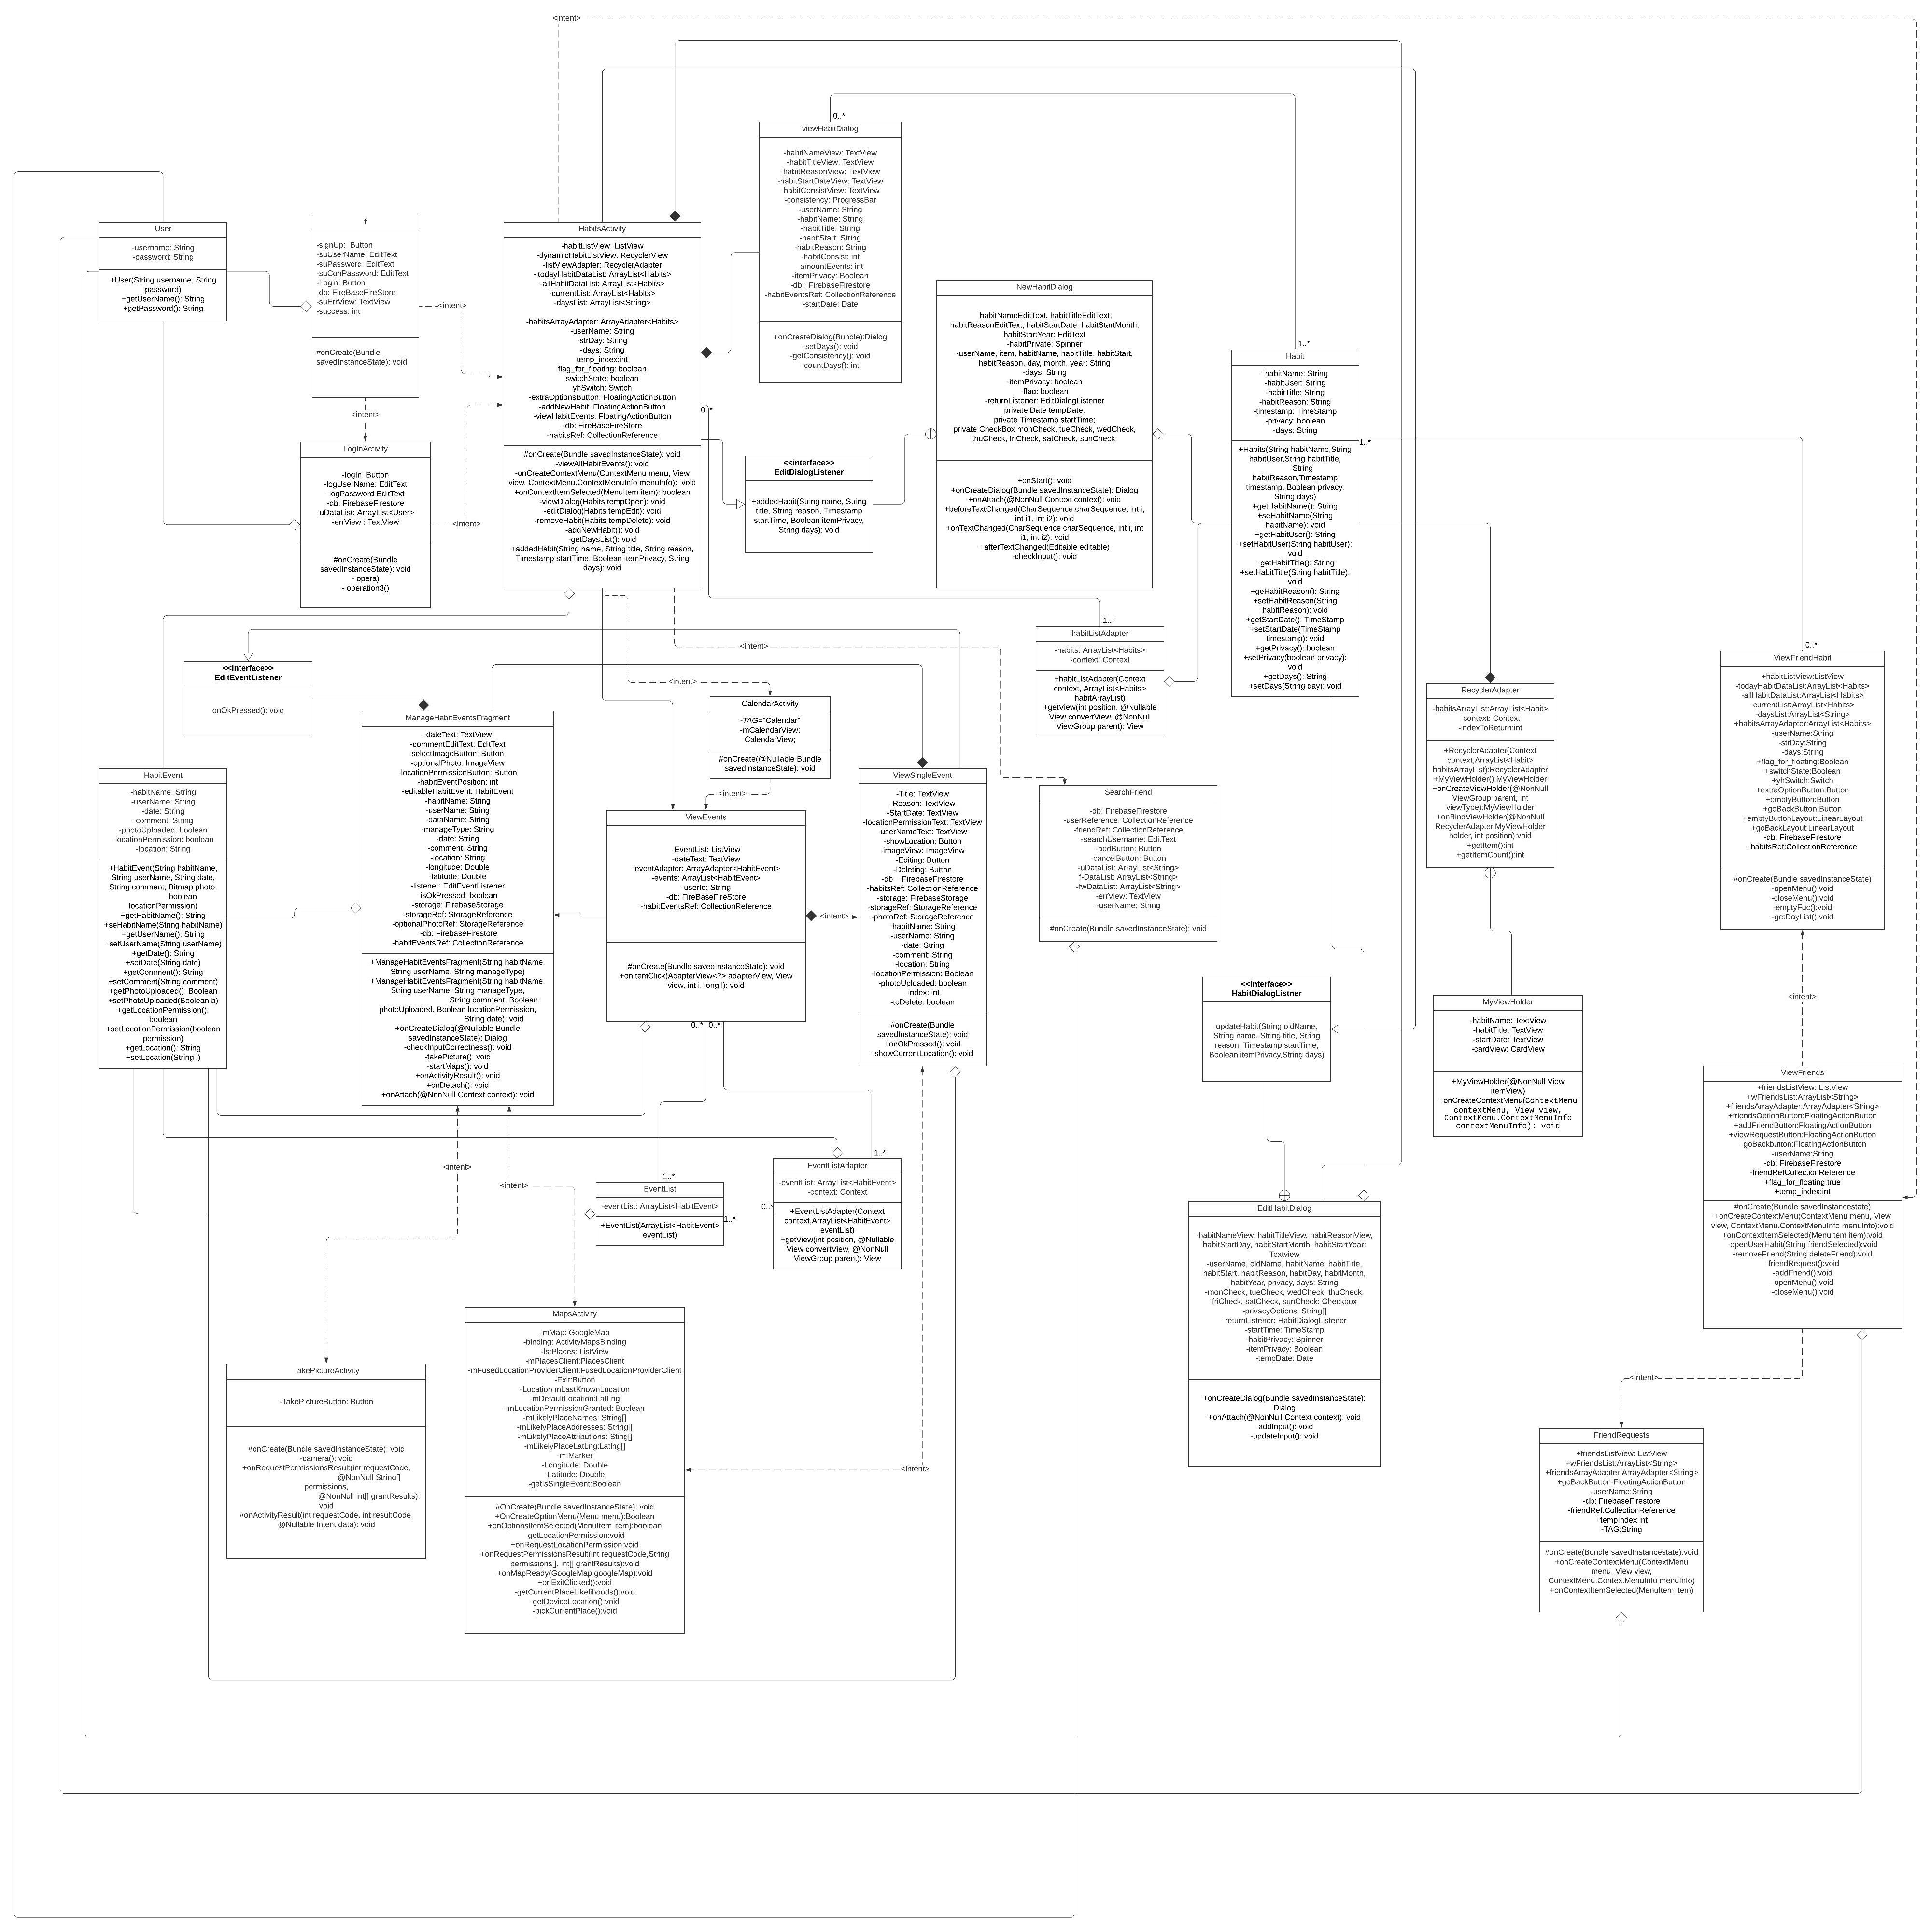 <intent>
0..*
viewHabitDialog
-habitNameView: TextView
-habitTitleView: TextView
-habitReasonView: TextView
-habitStartDateView: TextView
-habitConsistView: TextView
-consistency: ProgressBar
-userName: String
-habitName: String
-habitTitle: String
-habitStart: String
-habitReason: String
-habitConsist: int
-amountEvents: int
-itemPrivacy: Boolean
-db : FirebaseFirestore
-habitEventsRef: CollectionReference
-startDate: Date
+onCreateDialog(Bundle):Dialog
-setDays(): void
-getConsistency(): void
-countDays(): int
User
-username: String
-password: String
+User(String username, String
password)
+getUserName(): String
+getPassword(): String
f
-signUp:  Button
-suUserName: EditText
-suPassword: EditText
-suConPassword: EditText
-Login: Button
-db: FireBaseFireStore
-suErrView: TextView
-success: int
#onCreate(Bundle
savedInstanceState): void
<intent>
<intent>
<intent>
LogInActivity
-logIn: Button
-logUserName: EditText
-logPassword EditText
-db: FirebaseFirestore
-uDataList: ArrayList<User>
-errView : TextView
#onCreate(Bundle
savedInstanceState): void
- opera)
- operation3()
HabitsActivity
-habitListView: ListView
-dynamicHabitListView: RecyclerView
-listViewAdapter: RecyclerAdapter
- todayHabitDataList: ArrayList<Habits>
-allHabitDataList: ArrayList<Habits>
-currentList: ArrayList<Habits>
-daysList: ArrayList<String>
-habitsArrayAdapter: ArrayAdapter<Habits>
-userName: String
-strDay: String
-days: String
temp_index:int
flag_for_floating: boolean
switchState: boolean
yhSwitch: Switch
-extraOptionsButton: FloatingActionButton
-addNewHabit: FloatingActionButton
-viewHabitEvents: FloatingActionButton
-db: FireBaseFireStore
-habitsRef: CollectionReference
#onCreate(Bundle savedInstanceState): void
-viewAllHabitEvents(): void
-onCreateContextMenu(ContextMenu menu, View
view, ContextMenu.ContextMenuInfo menuInfo):  void
+onContextItemSelected(MenuItem item): boolean
-viewDialog(Habits tempOpen): void
-editDialog(Habits tempEdit): void
-removeHabit(Habits tempDelete): void
-addNewHabit(): void
-getDaysList(): void
+addedHabit(String name, String title, String reason,
Timestamp startTime, Boolean itemPrivacy, String
days): void
0..*
<<interface>>
EditDialogListener
+addedHabit(String name, String
title, String reason, Timestamp
startTime, Boolean itemPrivacy,
String days): void
NewHabitDialog
-habitNameEditText, habitTitleEditText,
habitReasonEditText, habitStartDate, habitStartMonth,
habitStartYear: EditText
-habitPrivate: Spinner
-userName, item, habitName, habitTitle, habitStart,
habitReason, day, month, year: String
-days: String
-itemPrivacy: boolean
-flag: boolean
-returnListener: EditDialogListener
private Date tempDate;
private Timestamp startTime;
private CheckBox monCheck, tueCheck, wedCheck,
thuCheck, friCheck, satCheck, sunCheck;
+onStart(): void
+onCreateDialog(Bundle savedInstanceState): Dialog
+onAttach(@NonNull Context context): void
+beforeTextChanged(CharSequence charSequence, int i,
int i1, int i2): void
+onTextChanged(CharSequence charSequence, int i, int
i1, int i2): void
+afterTextChanged(Editable editable)
-checkInput(): void
1..*
Habit
-habitName: String
-habitUser: String
-habitTitle: String
-habitReason: String
-timestamp: TimeStamp
-privacy: boolean
-days: String
1..*
+Habits(String habitName,String
habitUser,String habitTitle,
String
habitReason,Timestamp
timestamp, Boolean privacy,
String days)
+getHabitName(): String
+seHabitName(String
habitName): void
+getHabitUser(): String
+setHabitUser(String habitUser):
void
+getHabitTitle(): String
+setHabitTitle(String habitTitle):
void
+geHabitReason(): String
+setHabitReason(String
habitReason): void
+getStartDate(): TimeStamp
+setStartDate(TimeStamp
timestamp): void
+getPrivacy(): boolean
+setPrivacy(boolean privacy):
void
+getDays(): String
+setDays(String day): void
1..*
habitListAdapter
-habits: ArrayList<Habits>
-context: Context
+habitListAdapter(Context
context, ArrayList<Habits>
habitArrayList)
+getView(int position, @Nullable
View convertView, @NonNull
ViewGroup parent): View
<intent>
<intent>
<<interface>>
EditEventListener
onOkPressed(): void
CalendarActivity
-TAG="Calendar"
-mCalendarView:
CalendarView;
#onCreate(@Nullable Bundle
savedInstanceState): void
<intent>
RecyclerAdapter
-habitsArrayList:ArrayList<Habit>
-context: Context
-indexToReturn:int
+RecyclerAdapter(Context
context,ArrayList<Habit>
habitsArrayList):RecyclerAdapter
+MyViewHolder():MyViewHolder
+onCreateViewHolder(@NonNull
ViewGroup parent, int
viewType):MyViewHolder
+onBindViewHolder(@NonNull
RecyclerAdapter.MyViewHolder
holder, int position):void
+getItem():int
+getItemCount():int
0..*
ViewFriendHabit
+habitListView:ListView
-todayHabitDataList:ArrayList<Habits>
-allHabitDataList:ArrayList<Habits>
-currentList:ArrayList<Habits>
-daysList:ArrayList<String>
+habitsArrayAdapter:ArrayList<Habits>
-userName:String
-strDay:String
-days:String
+flag_for_floating:Boolean
+switchState:Boolean
+yhSwitch:Switch
+extraOptionButton:Button
+emptyButton:Button
+goBackButton:Button
+emptyButtonLayout:LinearLayout
+goBackLayout:LinearLayout
-db: FirebaseFirestore
-habitsRef:CollectionReference
#onCreate(Bundle savedInstanceState)
-openMenu():void
-closeMenu():void
-emptyFuc():void
-getDayList():void
ManageHabitEventsFragment
-dateText: TextView
-commentEditText: EditText
selectImageButton: Button
-optionalPhoto: ImageView
-locationPermissionButton: Button
-habitEventPosition: int
-editableHabitEvent: HabitEvent
-habitName: String
-userName: String
-dataName: String
-manageType: String
-date: String
-comment: String
-location: String
-longitude: Double
-latitude: Double
-listener: EditEventListener
-isOkPressed: boolean
-storage: FirebaseStorage
-storageRef: StorageReference
-optionalPhotoRef: StorageReference
-db: FirebaseFirestore
-habitEventsRef: CollectionReference
+ManageHabitEventsFragment(String habitName,
String userName, String manageType)
+ManageHabitEventsFragment(String habitName,
String userName, String manageType,
String comment, Boolean
photoUploaded, Boolean locationPermission,
String date): void
+onCreateDialog(@Nullable Bundle
savedInstanceState): Dialog
-checkInputCorrectness(): void
-takePicture(): void
-startMaps(): void
+onActivityResult(): void
+onDetach(): void
+onAttach(@NonNull Context context): void
HabitEvent
-habitName: String
-userName: String
-date: String
-comment: String
-photoUploaded: boolean
-locationPermission: boolean
-location: String
+HabitEvent(String habitName,
String userName, String date,
String comment, Bitmap photo,
boolean
locationPermission)
+getHabitName(): String
+seHabitName(String habitName)
+getUserName(): String
+setUserName(String userName)
+getDate(): String
+setDate(String date)
+getComment(): String
+setComment(String comment)
+getPhotoUploaded(): Boolean
+setPhotoUploaded(Boolean b)
+getLocationPermission():
boolean
+setLocationPermission(boolean
permission)
+getLocation(): String
+setLocation(String l)
ViewEvents
-EventList: ListView
-dateText: TextView
-eventAdapter: ArrayAdapter<HabitEvent>
-events: ArrayList<HabitEvent>
-userId: String
-db: FireBaseFireStore
-habitEventsRef: CollectionReference
#onCreate(Bundle savedInstanceState): void
+onItemClick(AdapterView<?> adapterView, View
view, int i, long l): void
0..*
0..*
<intent>
ViewSingleEvent
-Title: TextView
-Reason: TextView
-StartDate: TextView
-locationPermissionText: TextView
-userNameText: TextView
-showLocation: Button
-imageView: ImageView
-Editing: Button
-Deleting: Button
-db = FirebaseFirestore
-habitsRef: CollectionReference
-storage: FirebaseStorage
-storageRef: StorageReference
-photoRef: StorageReference
-habitName: String
-userName: String
-date: String
-comment: String
-location: String
-locationPermission: Boolean
-photoUploaded: boolean
-index: int
-toDelete: boolean
#onCreate(Bundle
savedInstanceState): void
+onOkPressed(): void
-showCurrentLocation(): void
SearchFriend
-db: FirebaseFirestore
-userReference: CollectionReference
-friendRef: CollectionReference
-searchUsername: EditText
-addButton: Button
-cancelButton: Button
-uDataList: ArrayList<String>
f-DataList: ArrayList<String>
-fwDataList: ArrayList<String>
-errView: TextView
-userName: String
#onCreate(Bundle savedInstanceState): void
<<interface>>
HabitDialogListner
updateHabit(String oldName,
String name, String title, String
reason, Timestamp startTime,
Boolean itemPrivacy,String days)
MyViewHolder
-habitName: TextView
-habitTitle: TextView
-startDate: TextView
-cardView: CardView
+MyViewHolder(@NonNull View
itemView)
+onCreateContextMenu(ContextMenu
contextMenu, View view,
ContextMenu.ContextMenuInfo
contextMenuInfo): void
<intent>
ViewFriends
+friendsListView: ListView
+wFriendsList:ArrayList<String>
+friendsArrayAdapter:ArrayAdapter<String>
+friendsOptionButton:FloatingActionButton
+addFriendButton:FloatingActionButton
+viewRequestButton:FloatingActionButton
+goBackbutton:FloatingActionButton
-userName:String
-db: FirebaseFirestore
-friendRefCollectionReference
+flag_for_floating:true
+temp_index:int
#onCreate(Bundle savedInstancestate)
+onCreateContextMenu(ContextMenu menu, View
view, ContextMenu.ContextMenuInfo menuInfo):void
+onContextItemSelected(MenuItem item):void
-openUserHabit(String friendSelected):void
-removeFriend(String deleteFriend):void
-friendRequest():void
-addFriend():void
-openMenu():void
-closeMenu():void
<intent>
<intent>
1..*
EventList
-eventList: ArrayList<HabitEvent>
+EventList(ArrayList<HabitEvent>
eventList)
1..*
1..*
0..*
EventListAdapter
-eventList: ArrayList<HabitEvent>
-context: Context
+EventListAdapter(Context
context,ArrayList<HabitEvent>
eventList)
+getView(int position, @Nullable
View convertView, @NonNull
ViewGroup parent): View
EditHabitDialog
-habitNameView, habitTitleView, habitReasonView,
habitStartDay, habitStartMonth, habitStartYear:
Textview
-userName, oldName, habitName, habitTitle,
habitStart, habitReason, habitDay, habitMonth,
habitYear, privacy, days: String
-monCheck, tueCheck, wedCheck, thuCheck,
friCheck, satCheck, sunCheck: Checkbox
-privacyOptions: String[]
-returnListener: HabitDialogListener
-startTime: TimeStamp
-habitPrivacy: Spinner
-itemPrivacy: Boolean
-tempDate: Date
+onCreateDialog(Bundle savedInstanceState):
Dialog
+onAttach(@NonNull Context context): void
-addInput(): void
-updateInput(): void
MapsActivity
-mMap: GoogleMap
-binding: ActivityMapsBinding
-lstPlaces: ListView
-mPlacesClient:PlacesClient
-mFusedLocationProviderClient:FusedLocationProviderClient
-Exit:Button
-Location mLastKnownLocation
-mDefaultLocation:LatLng
-mLocationPermissionGranted: Boolean
-mLikelyPlaceNames: String[]
-mLikelyPlaceAddresses: String[]
-mLikelyPlaceAttributions: Sting[]
-mLikelyPlaceLatLng:Latlng[]
-m:Marker
-Longitude: Double
-Latitude: Double
-getIsSingleEvent:Boolean
#OnCreate(Bundle savedInstanceState): void
+OnCreateOptionMenu(Menu menu):Boolean
+onOptionsItemSelected(MenuItem item):boolean
-getLocationPermission:void
+onRequestLocationPermission:void
+onRequestPermissionsResult(int requestCode,String
permissions[], int[] grantResults):void
+onMapReady(GoogleMap googleMap):void
+onExitClicked():void
-getCurrentPlaceLikelihoods():void
-getDeviceLocation():void
-pickCurrentPlace():void
<intent>
TakePictureActivity
-TakePictureButton: Button
#onCreate(Bundle savedInstanceState): void
-camera(): void
+onRequestPermissionsResult(int requestCode,
@NonNull String[]
permissions,
@NonNull int[] grantResults):
void
#onActivityResult(int requestCode, int resultCode,
@Nullable Intent data): void
<intent>
FriendRequests
+friendsListView: ListView
+wFriendsList:ArrayList<String>
+friendsArrayAdapter:ArrayAdapter<String>
+goBackButton:FloatingActionButton
-userName:String
-db: FirebaseFirestore
-friendRef:CollectionReference
+tempIndex:int
-TAG:String
#onCreate(Bundle savedInstancestate):void
+onCreateContextMenu(ContextMenu
menu, View view,
ContextMenu.ContextMenuInfo menuInfo)
+onContextItemSelected(MenuItem item)